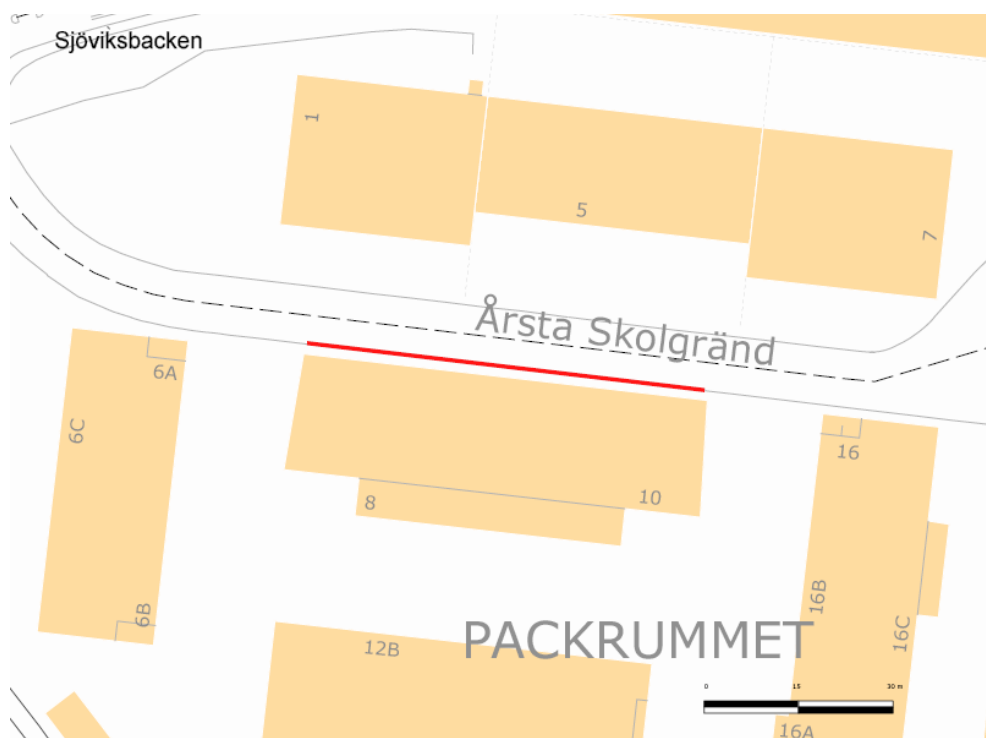 Sjöviksbacken
1
5
7
Årsta Skolgränd
6A
6C
16
8
10
6B
16B
16C
12B
PACKRUMMET
0 15 30 m
16A